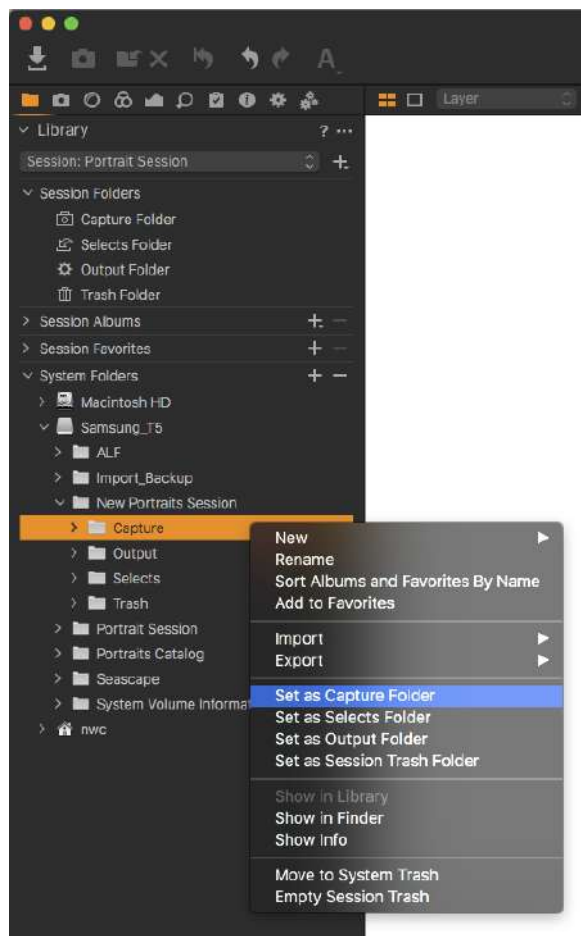 A
Layer
Library
? ...
Session: Portrait Session
Session Folders
Capture Folder
Selects Folder
Output Folder
Trash Folder
Session Albums
Session Favorites
System Folders
Macintosh HD
Samsung_T5
ALF
Import_Backup
New Portraits Session
Capture
Output
Selects
Trash
Portrait Session
Portraits Catalog
Seascape
System Volume Informat
nwc
New
Rename
Sort Albums and Favorites By Name
Add to Favorites
Import
Export
Set as Capture Folder
Set as Selects Folder
Set as Output Folder
Set as Session Trash Folder
Show in Library
Show in Finder
Show Info
Move to System Trash
Empty Session Trash